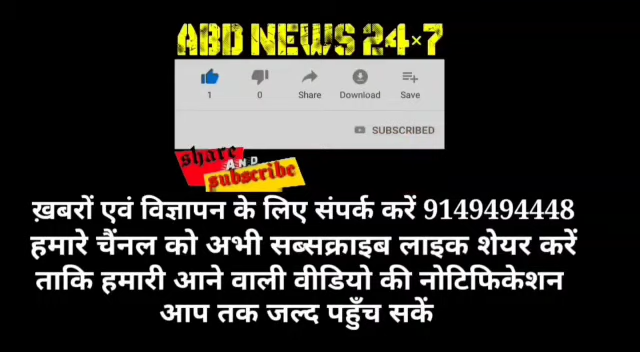 ABD NEWS 24×7
1 0 Share Download Save
SUBSCRIBED
share
AND
subscribe
ख़बरों एवं विज्ञापन के लिए संपर्क करें 9149494448
हमारे चैंनल को अभी सब्सक्राइब लाइक शेयर करें
ताकि हमारी आने वाली वीडियो की नोटिफिकेशन
आप तक जल्द पहुँच सकें